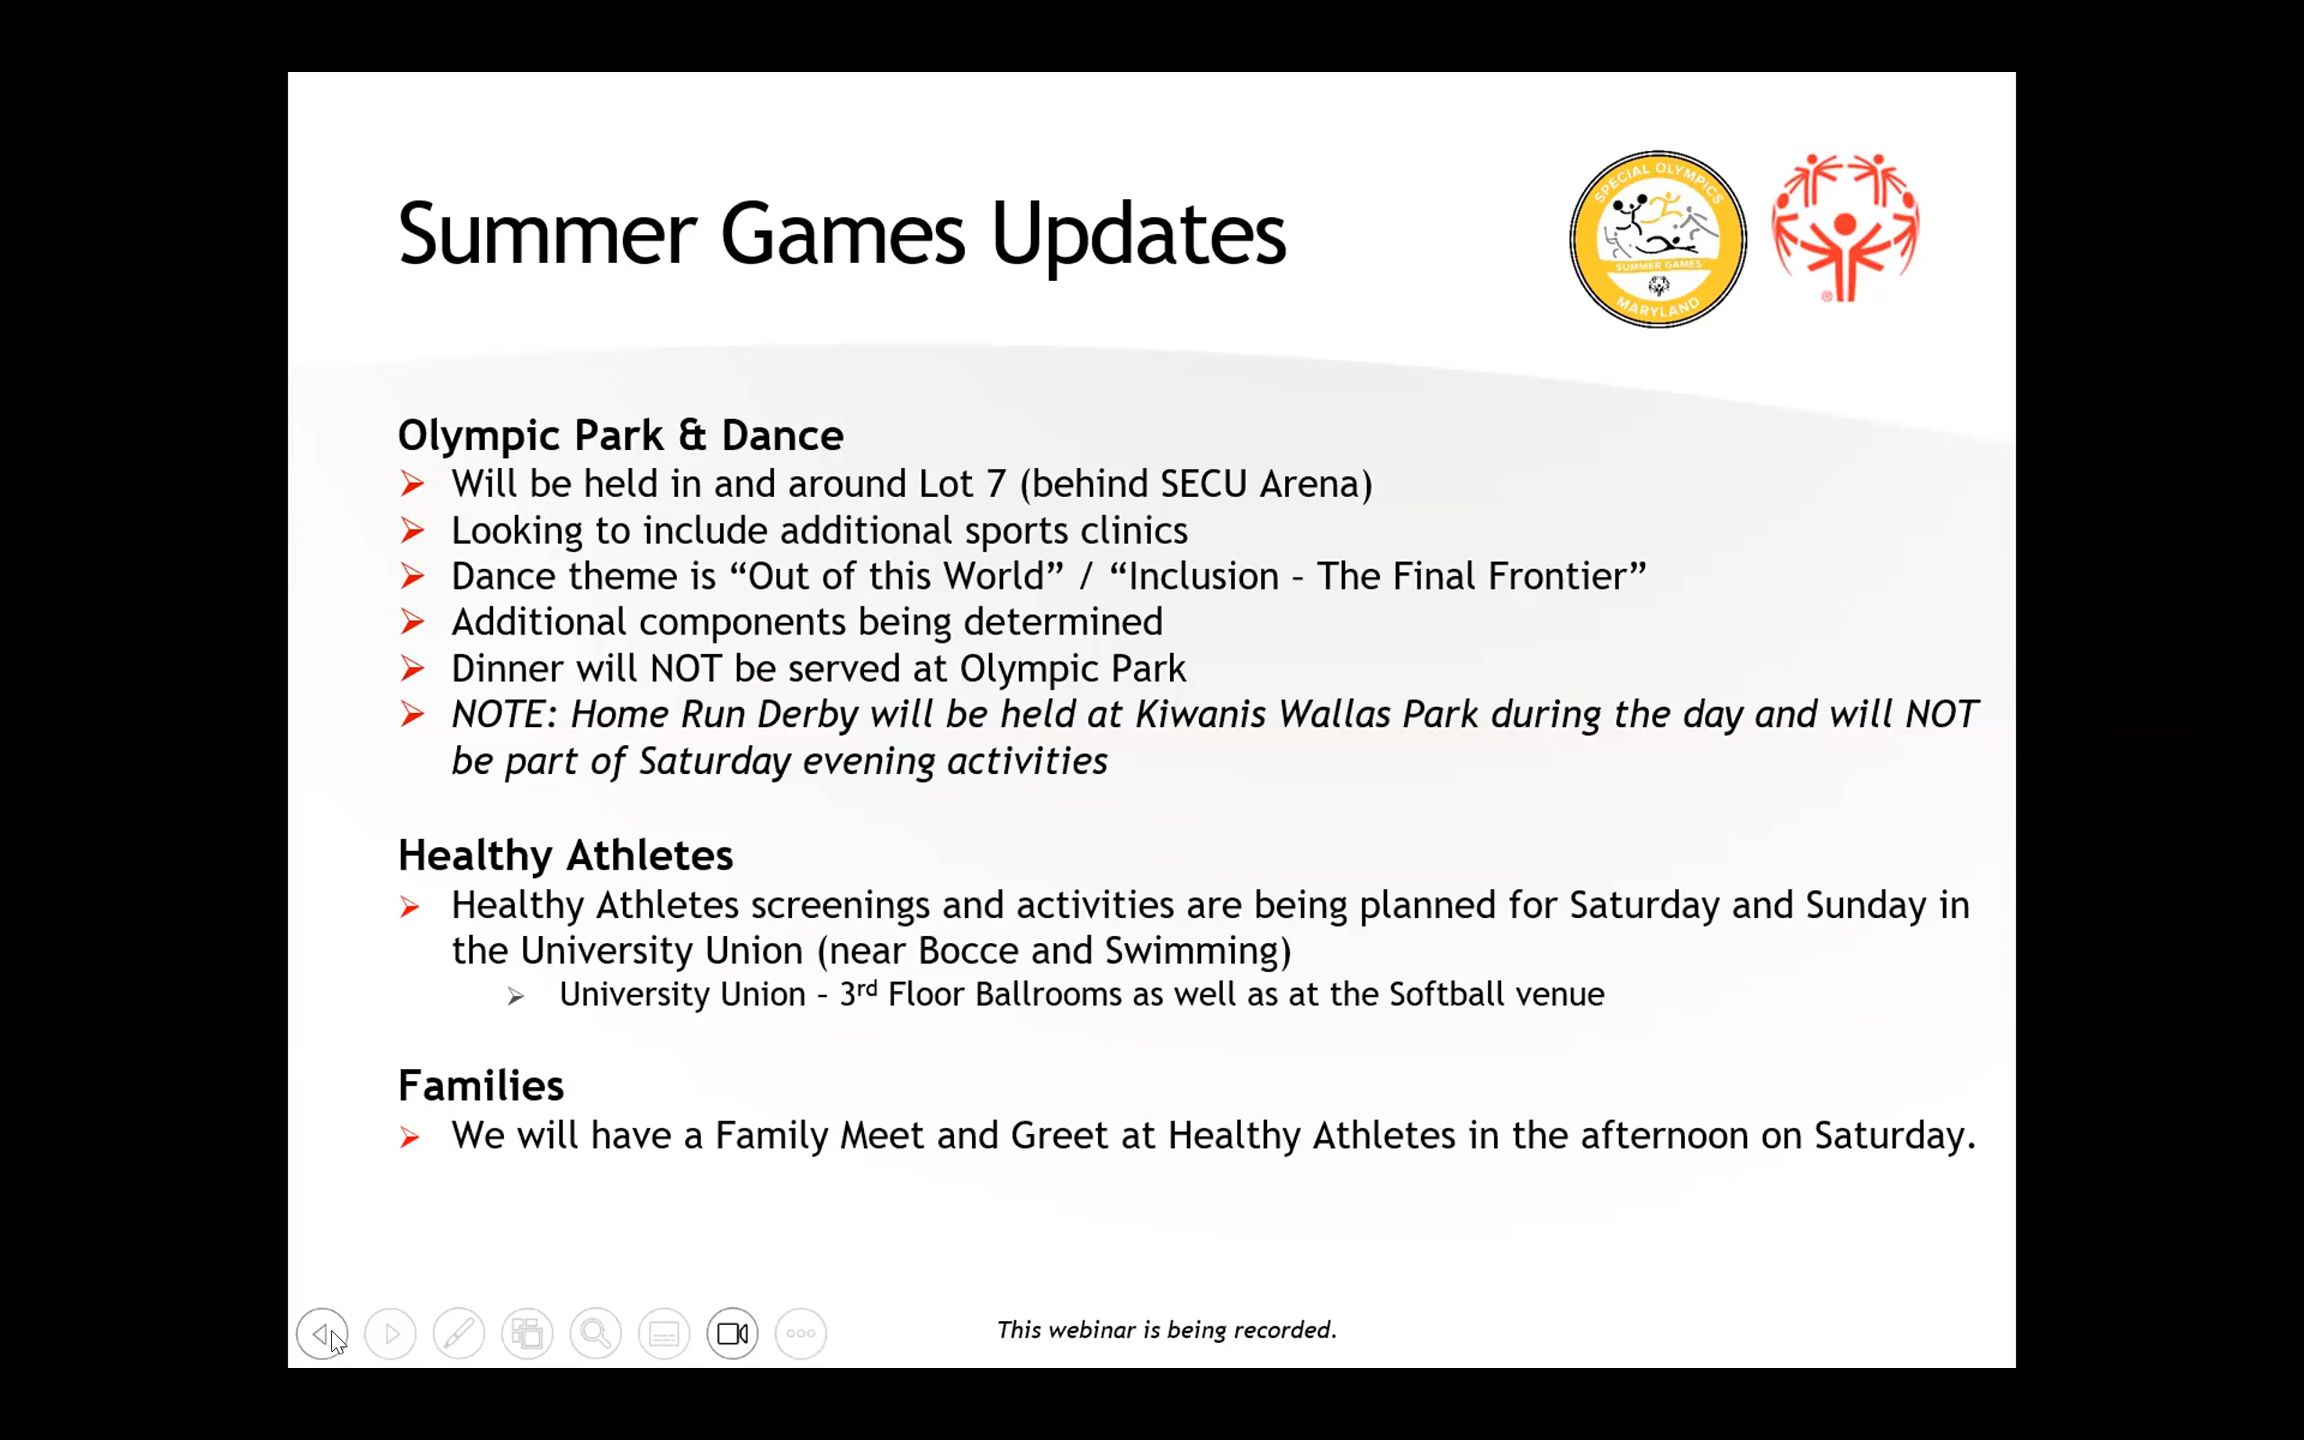 Summer Games Updates
SPECIAL OLYMPICS
SUMMER GAMES
MARYLAND
®
Olympic Park & Dance
Will be held in and around Lot 7 (behind SECU Arena)
Looking to include additional sports clinics
Dance theme is “Out of this World” / “Inclusion – The Final Frontier”
Additional components being determined
Dinner will NOT be served at Olympic Park
NOTE: Home Run Derby will be held at Kiwanis Wallas Park during the day and will NOT
be part of Saturday evening activities
Healthy Athletes
Healthy Athletes screenings and activities are being planned for Saturday and Sunday in
the University Union (near Bocce and Swimming)
University Union – 3rd Floor Ballrooms as well as at the Softball venue
Families
We will have a Family Meet and Greet at Healthy Athletes in the afternoon on Saturday.
This webinar is being recorded.